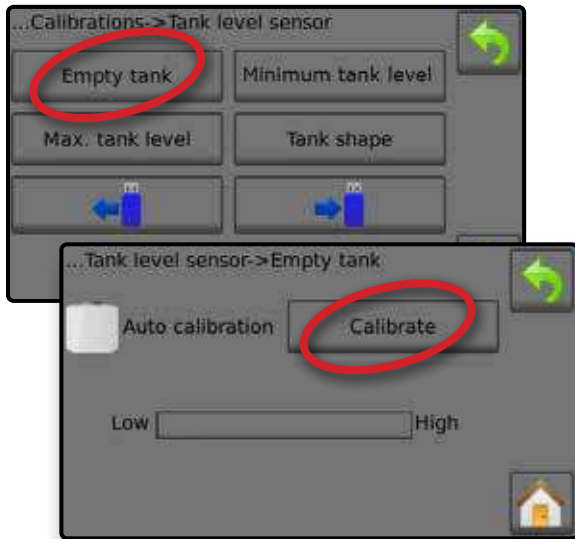 ...Calibrations->Tank level sensor
Empty tank
Minimum tank level
Max. tank level
Tank shape
...Tank level sensor->Empty tank
Auto calibration
Calibrate
Low
High